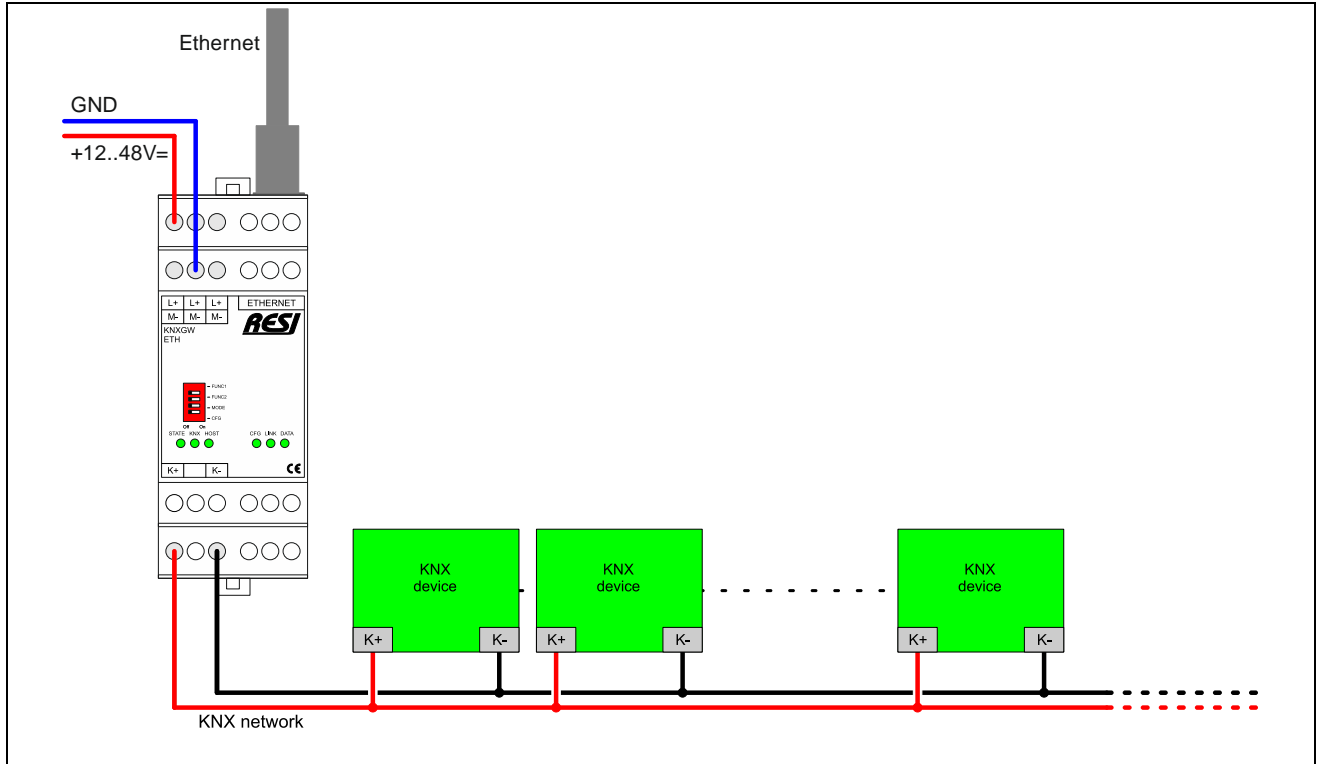 Ethernet
GND
+12..48V=
L+ L+ L+ ETHERNET
M- M- M- RESI
KNXGW
ETH
FUNC1
FUNC2
MODE
CFG
Off On
STATE KNX HOST CFG LINK DATA
K+ K- CE
KNX KNX KNX
device device device
K+ K- K+ K- K+ K-
KNX network